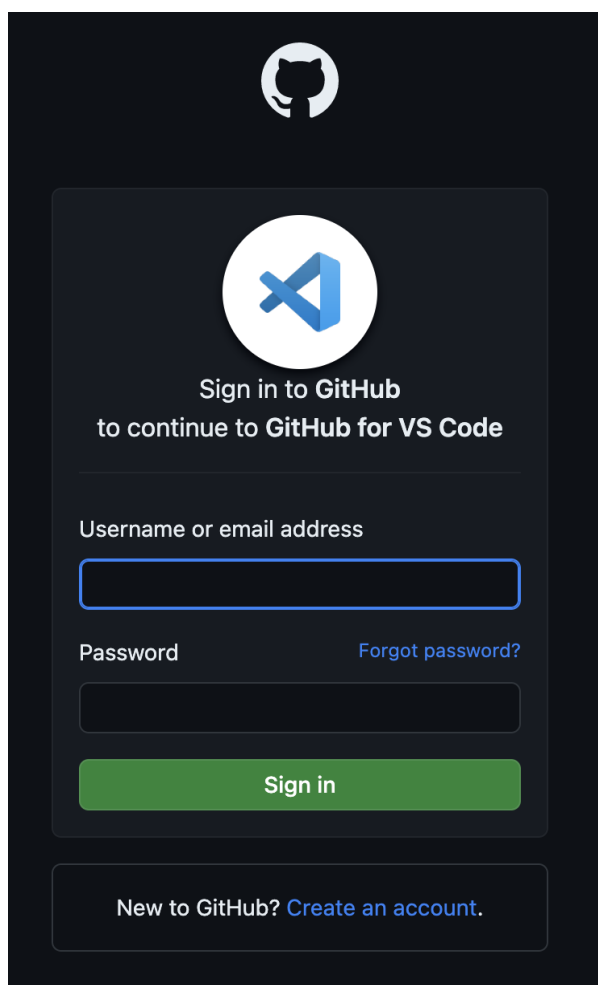 Sign in to GitHub
to continue to GitHub for VS Code
Username or email address
Password Forgot password?
Sign in
New to GitHub? Create an account.